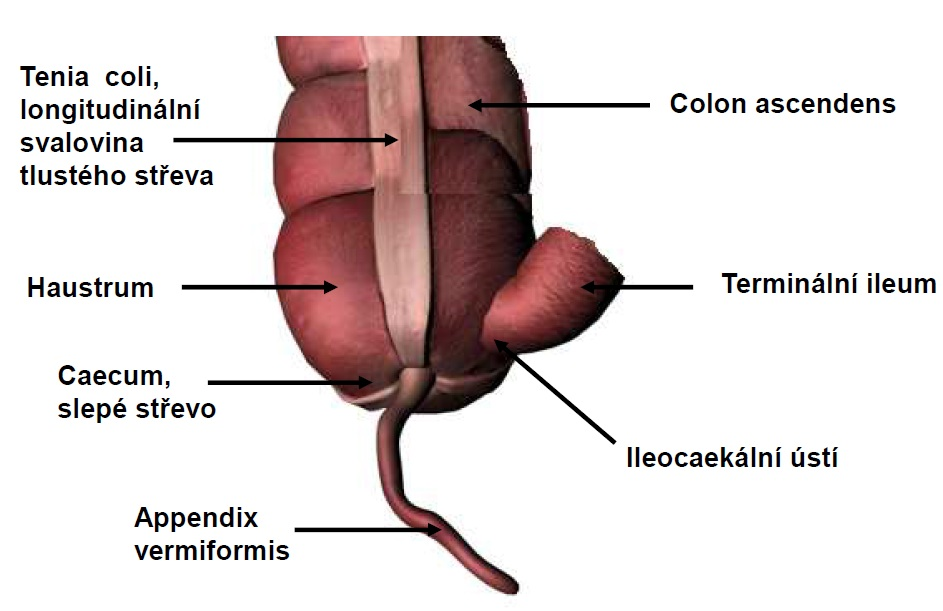 Tenia coli,
longitudinální
svalovina
tlustého střeva
Colon ascendens
Haustrum
Terminální ileum
Caecum,
slepé střevo
Ileocaekální ústí
Appendix
vermiformis